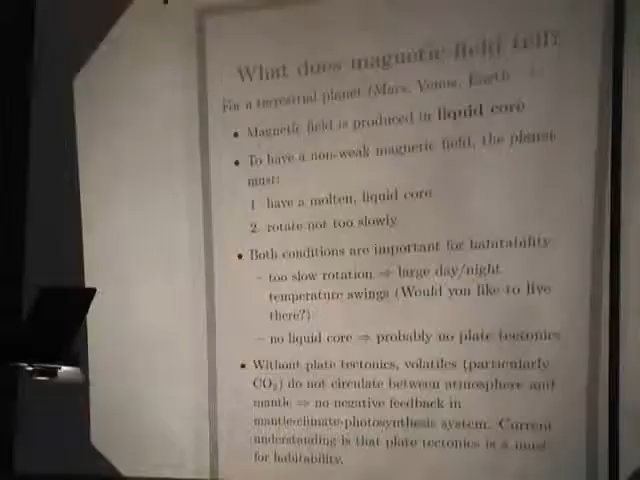 What does magnetic field tell?
For a terrestrial planet (Mars, Venus, Earth
• Magnetic field is produced in liquid core
• To have a non-weak magnetic field, the planet
must:
1. have a molten, liquid core
2. rotate not too slowly
• Both conditions are important for habitability
– too slow rotation ⇒ large day/night
temperature swings (Would you like to live
there?)
– no liquid core ⇒ probably no plate tectonics
• Without plate tectonics, volatiles (particularly
CO₂) do not circulate between atmosphere and
mantle ⇒ no negative feedback in
mantle-climate-photosynthesis system. Current
understanding is that plate tectonics is a must
for habitability.